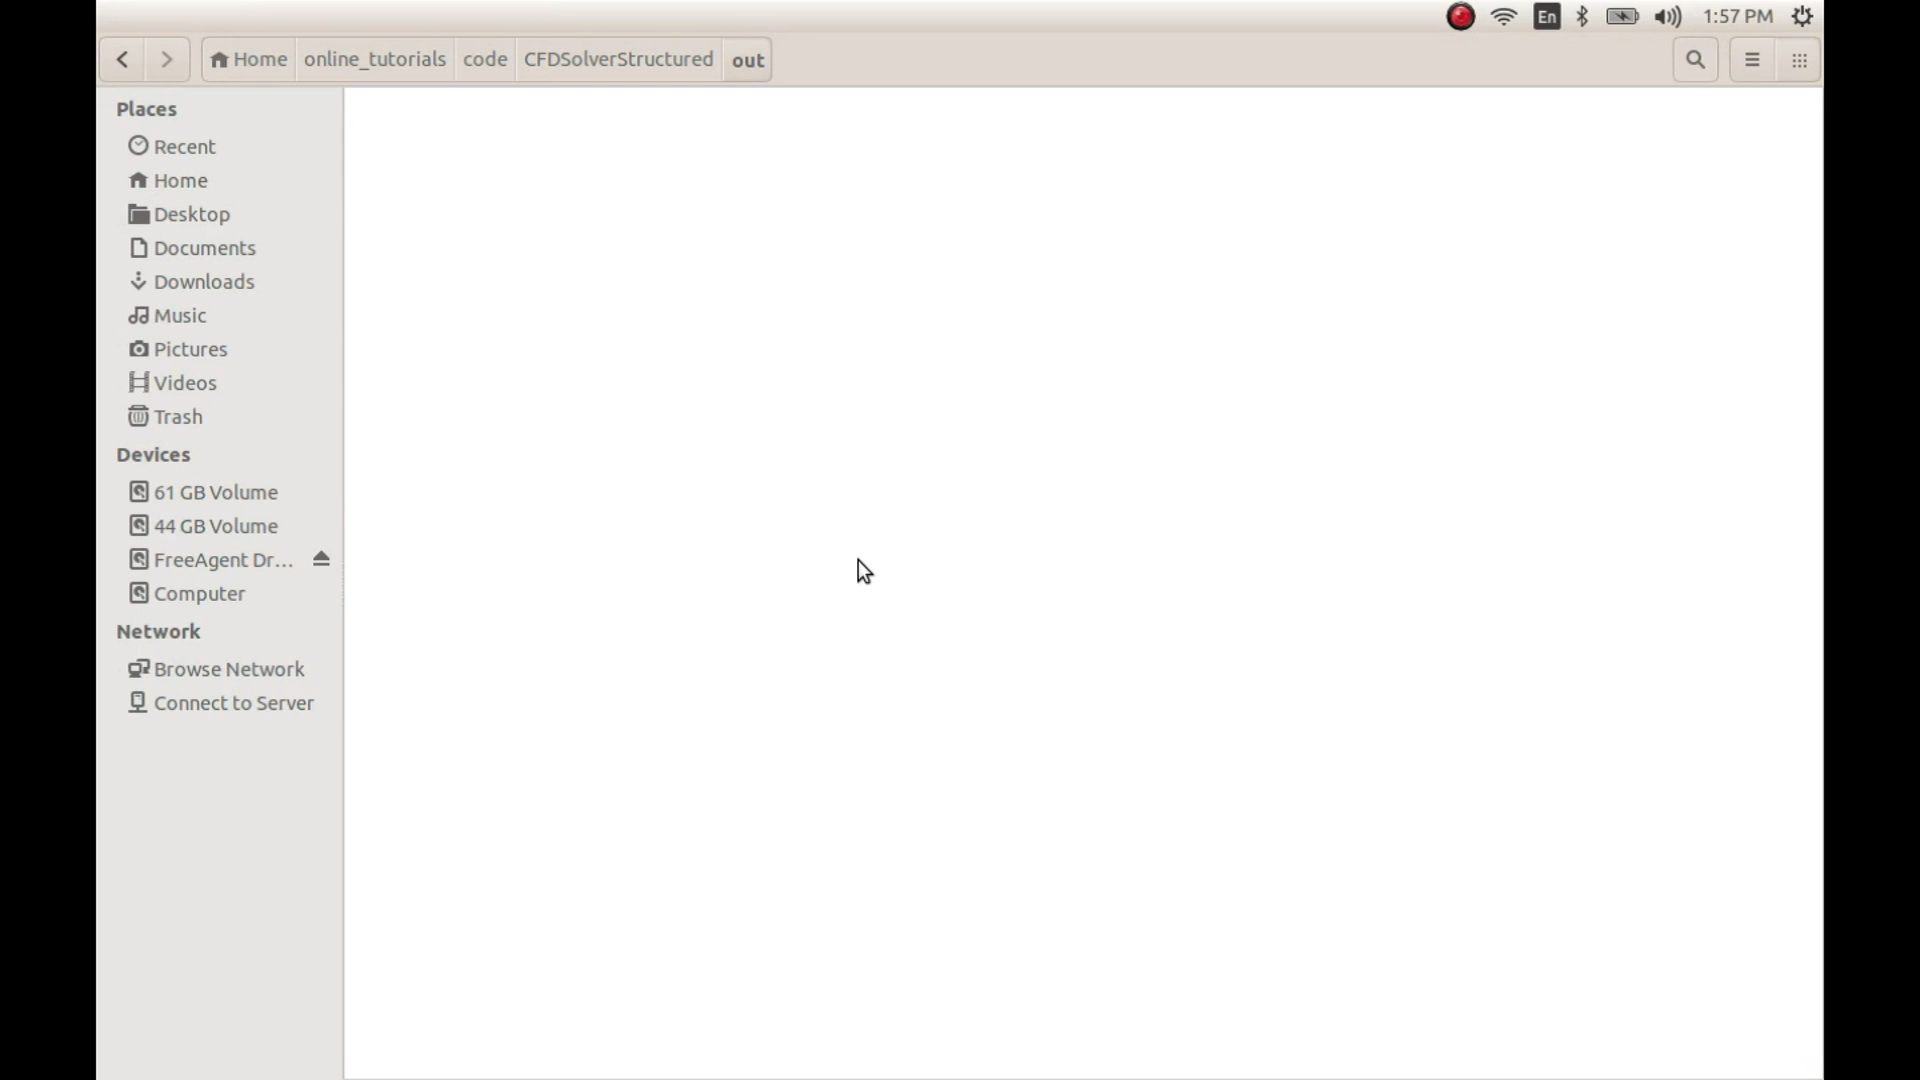 En 1:57 PM
Home online_tutorials code CFDSolverStructured out
Places
Recent
Home
Desktop
Documents
Downloads
Music
Pictures
Videos
Trash
Devices
61 GB Volume
44 GB Volume
FreeAgent Dr...
Computer
Network
Browse Network
Connect to Server